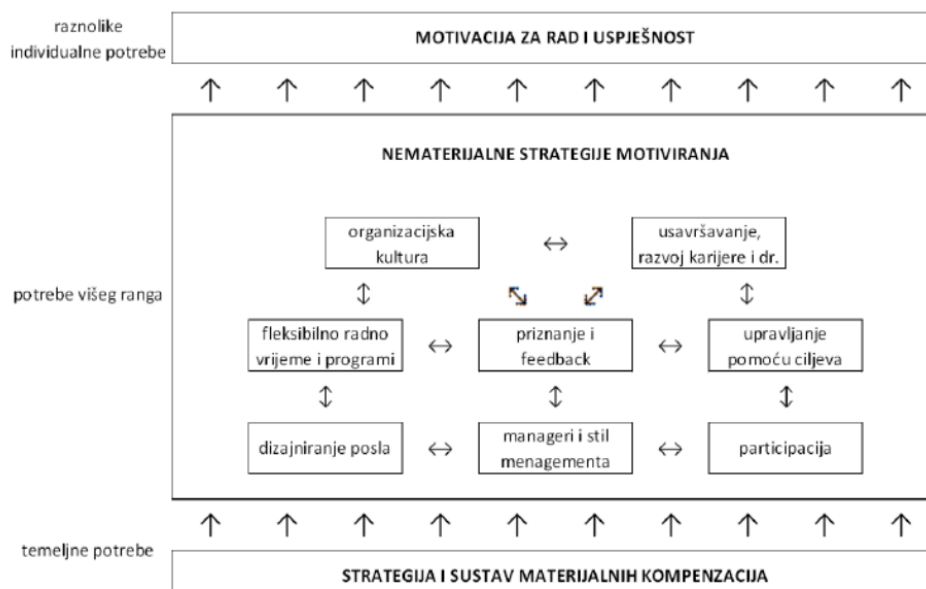 raznolike
individualne potrebe
MOTIVACIJA ZA RAD I USPJEŠNOST
NEMATERIJALNE STRATEGIJE MOTIVIRANJA
organizacijska
kultura
usavršavanje,
razvoj karijere i dr.
potrebe višeg ranga
fleksibilno radno
vrijeme i programi
priznanje i
feedback
upravljanje
pomoću ciljeva
dizajniranje posla
manageri i stil
menagementa
participacija
temeljne potrebe
STRATEGIJA I SUSTAV MATERIJALNIH KOMPENZACIJA